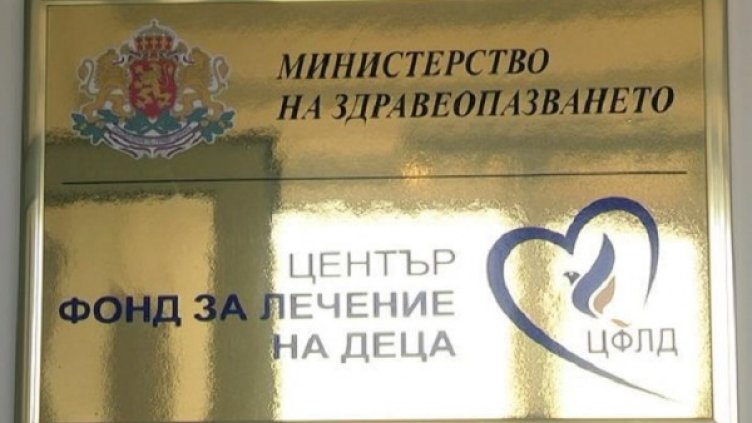 МИНИСТЕРСТВО
НА ЗДРАВЕОПАЗВАНЕТО
ЦЕНТЪР
ФОНД ЗА ЛЕЧЕНИЕ
НА ДЕЦА
ЦФЛД